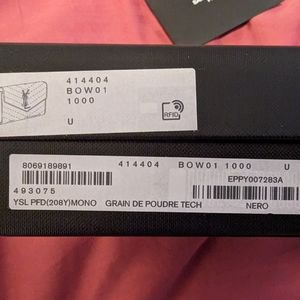 414404
BOW01
1000
U
RFID
8069189891
414404 BOW01 1000 U
493075
EPPY007283A
YSL PFD(208Y)MONO GRAIN DE POUDRE TECH NERO